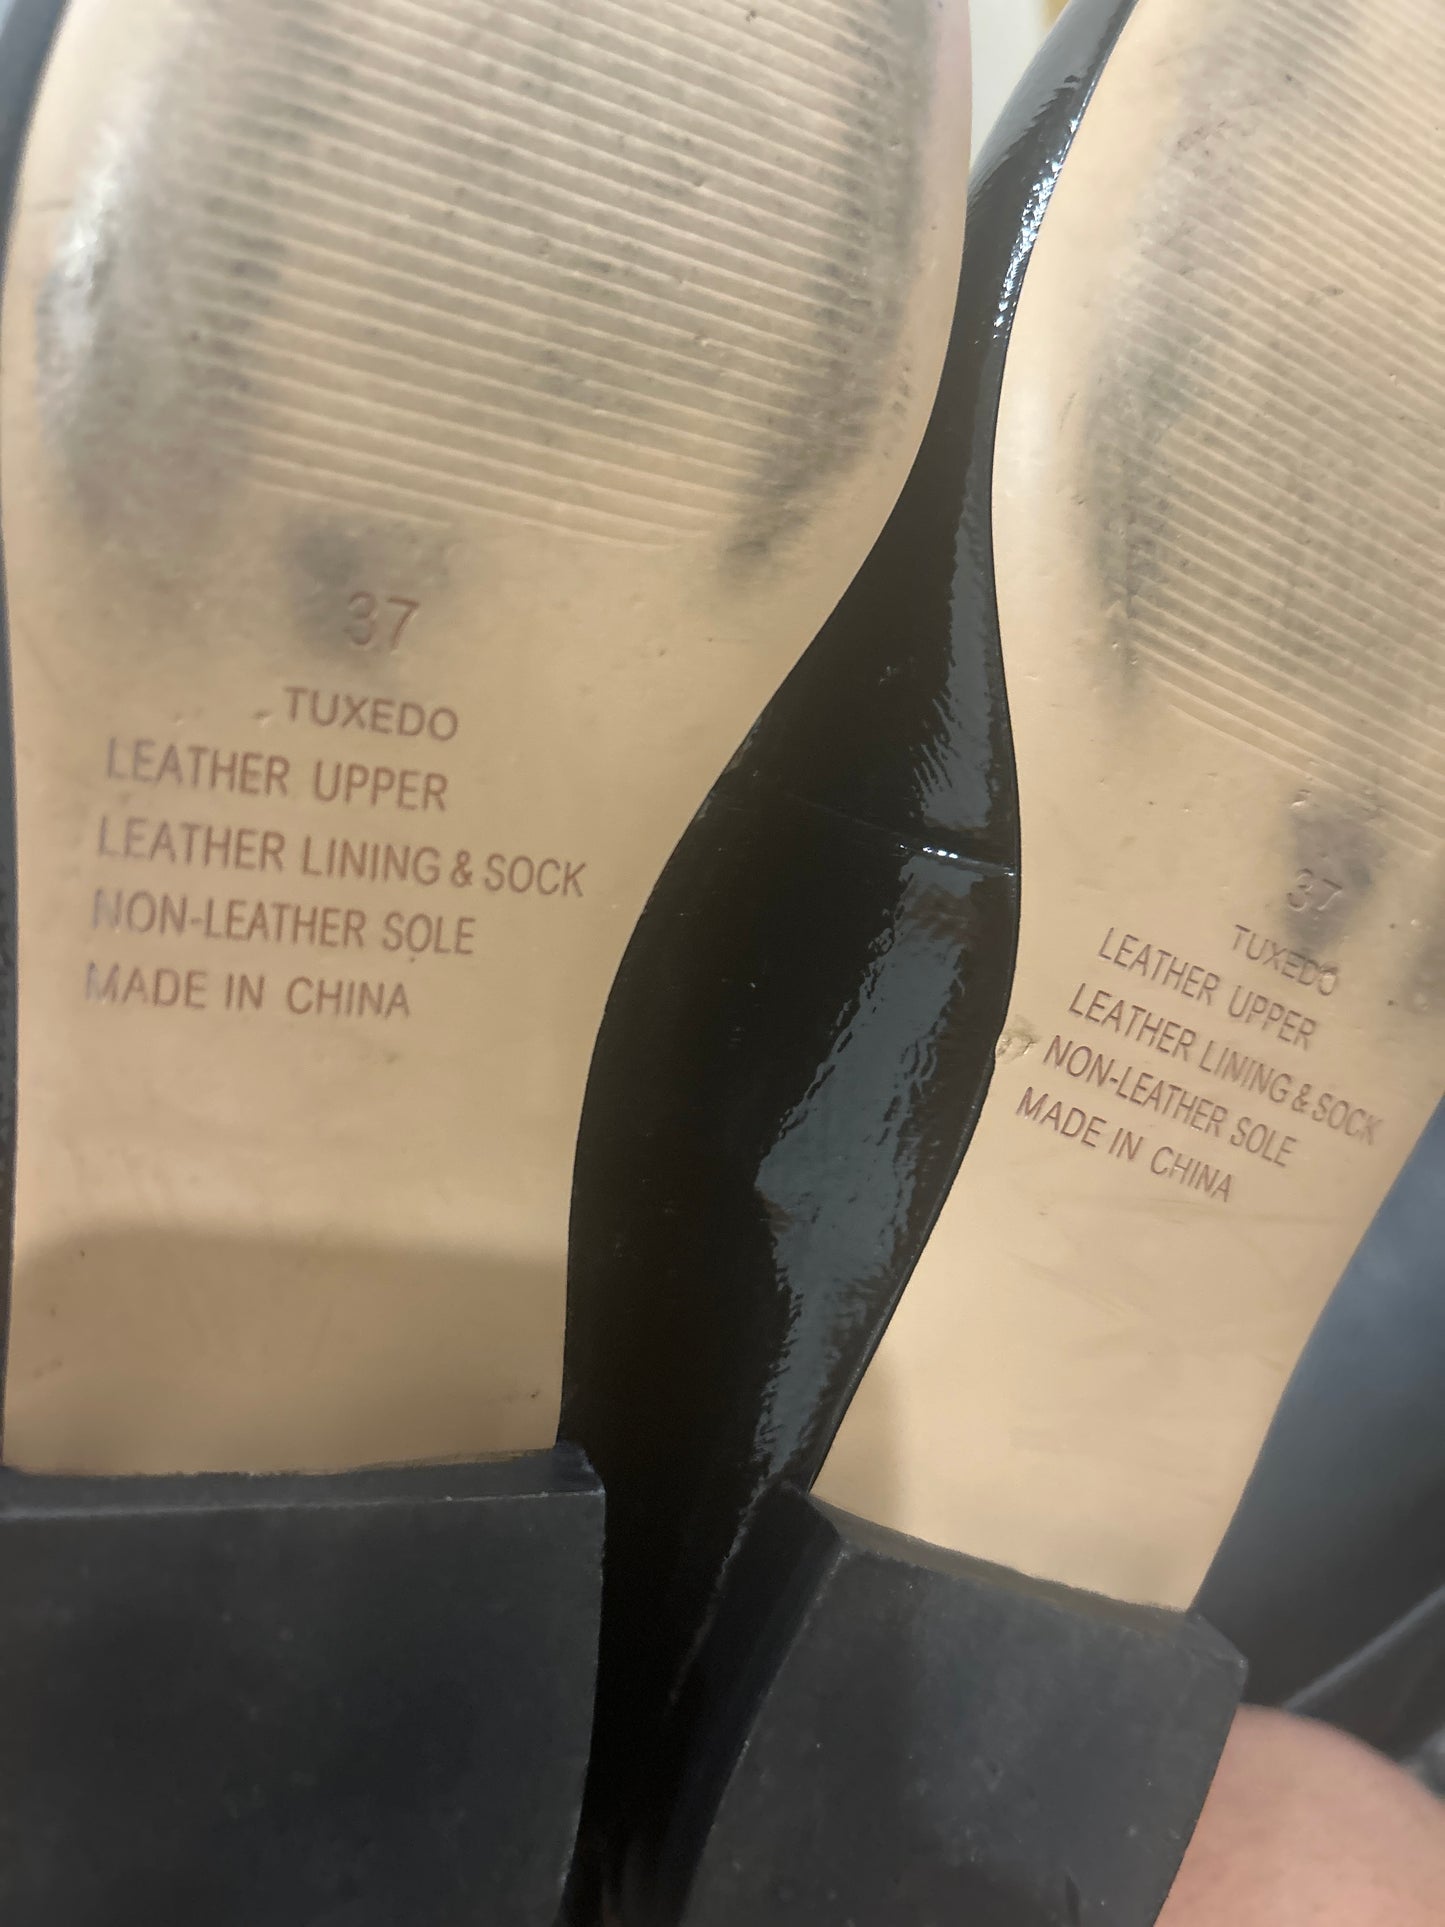 37
TUXEDO
LEATHER UPPER
LEATHER LINING & SOCK
NON-LEATHER SOLE
MADE IN CHINA
37
TUXEDO
LEATHER UPPER
LEATHER LINING & SOCK
NON-LEATHER SOLE
MADE IN CHINA